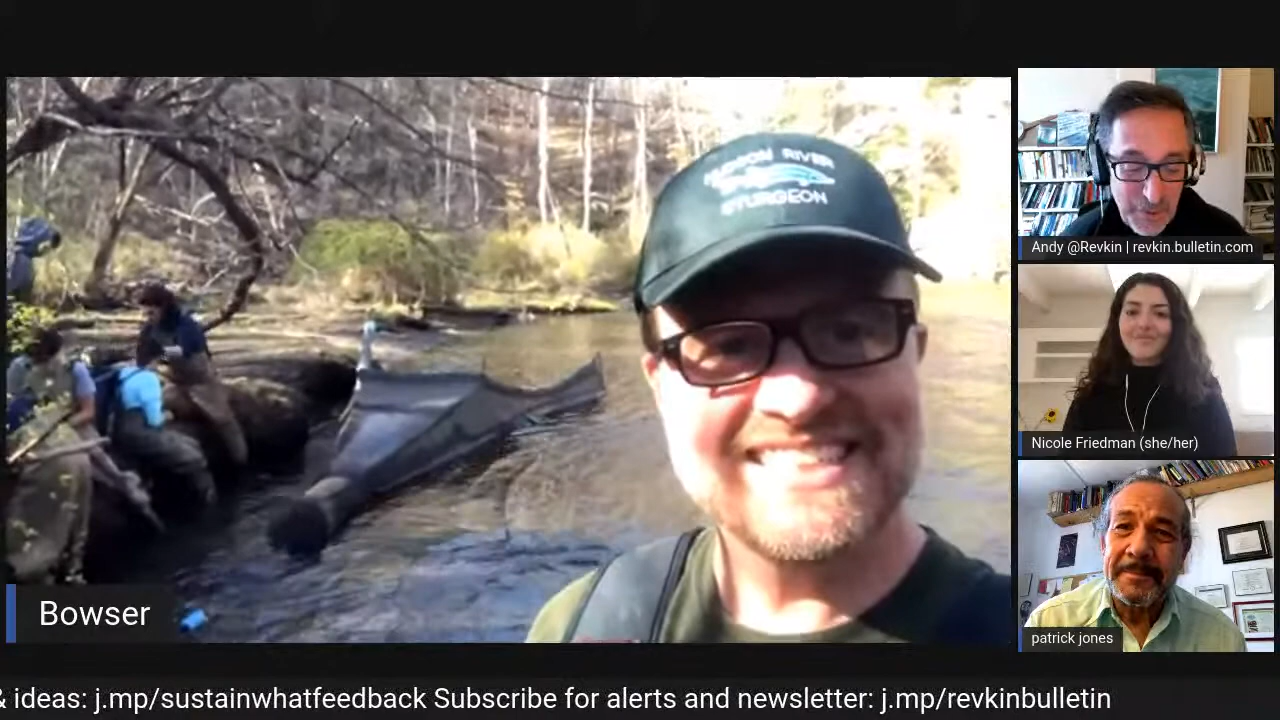 HUDSON RIVER
STURGEON
Bowser
Andy @Revkin | revkin.bulletin.com
Nicole Friedman (she/her)
patrick jones
& ideas: j.mp/sustainwhatfeedback Subscribe for alerts and newsletter: j.mp/revkinbulletin